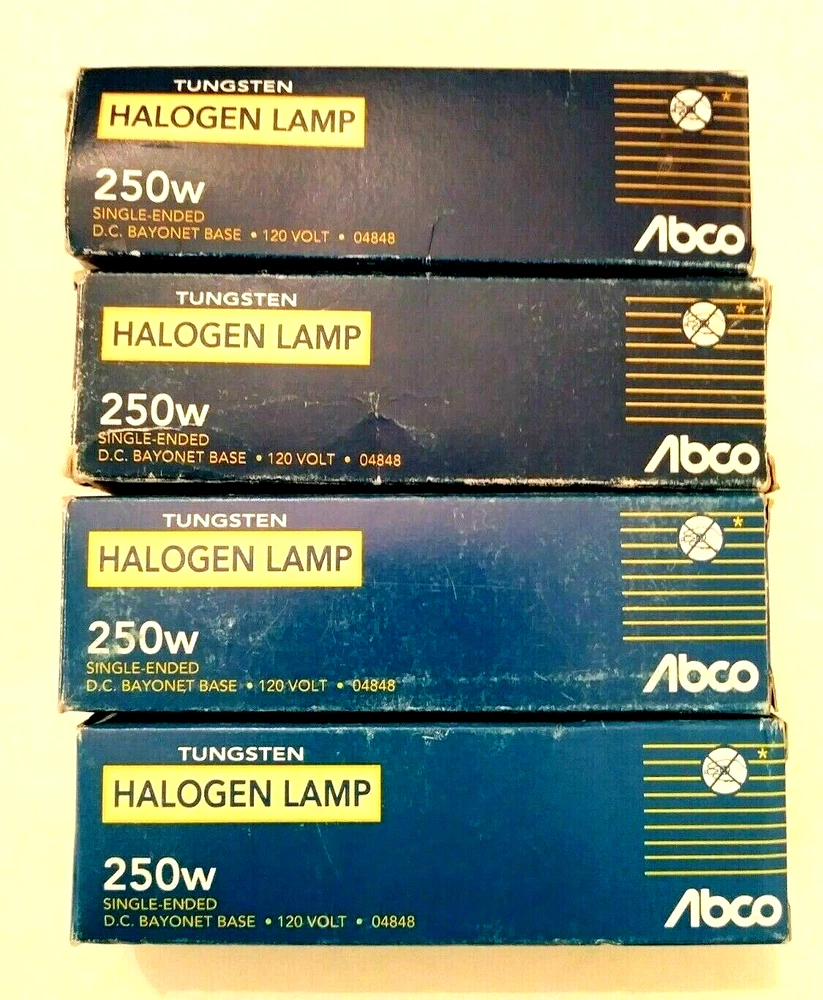 TUNGSTEN
HALOGEN LAMP
250w
SINGLE-ENDED
D.C. BAYONET BASE • 120 VOLT • 04848
*
Abco
TUNGSTEN
HALOGEN LAMP
250w
SINGLE-ENDED
D.C. BAYONET BASE • 120 VOLT • 04848
*
Abco
TUNGSTEN
HALOGEN LAMP
250w
SINGLE-ENDED
D.C. BAYONET BASE • 120 VOLT • 04848
*
Abco
TUNGSTEN
HALOGEN LAMP
250w
SINGLE-ENDED
D.C. BAYONET BASE • 120 VOLT • 04848
*
Abco